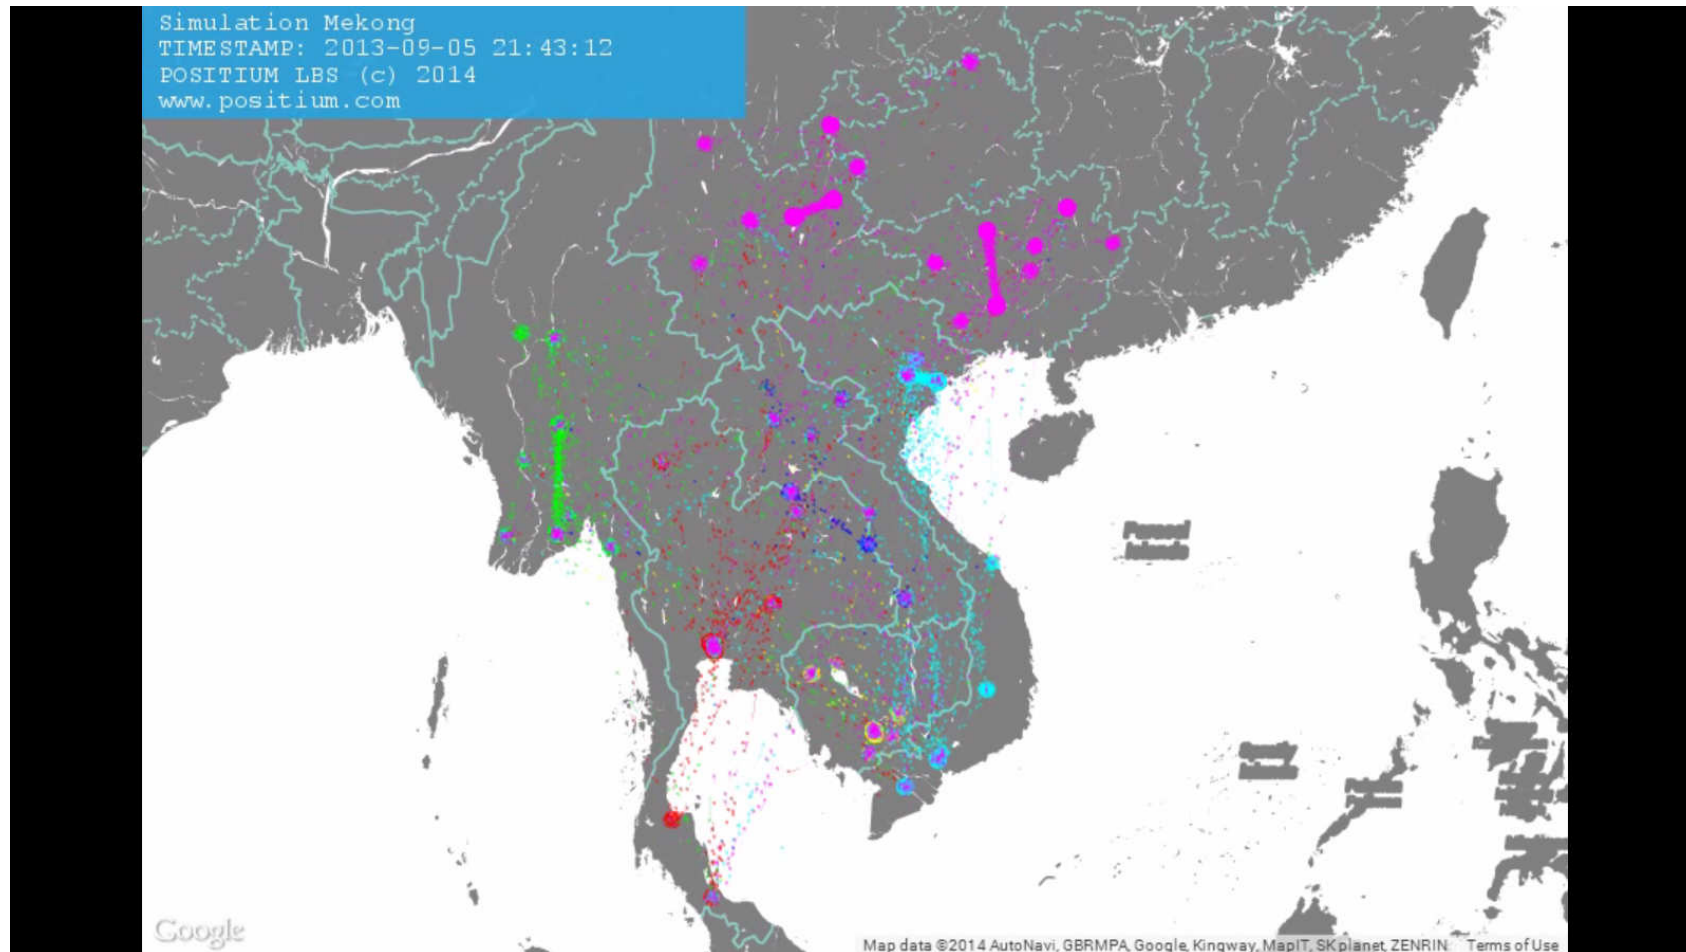 Simulation Mekong
TIMESTAMP: 2013-09-05 21:43:12
POSITIUM LBS (c) 2014
www.positium.com
Google
Map data ©2014 AutoNavi, GBRMPA, Google, Kingway, MapIT, SK planet, ZENRIN
Terms of Use